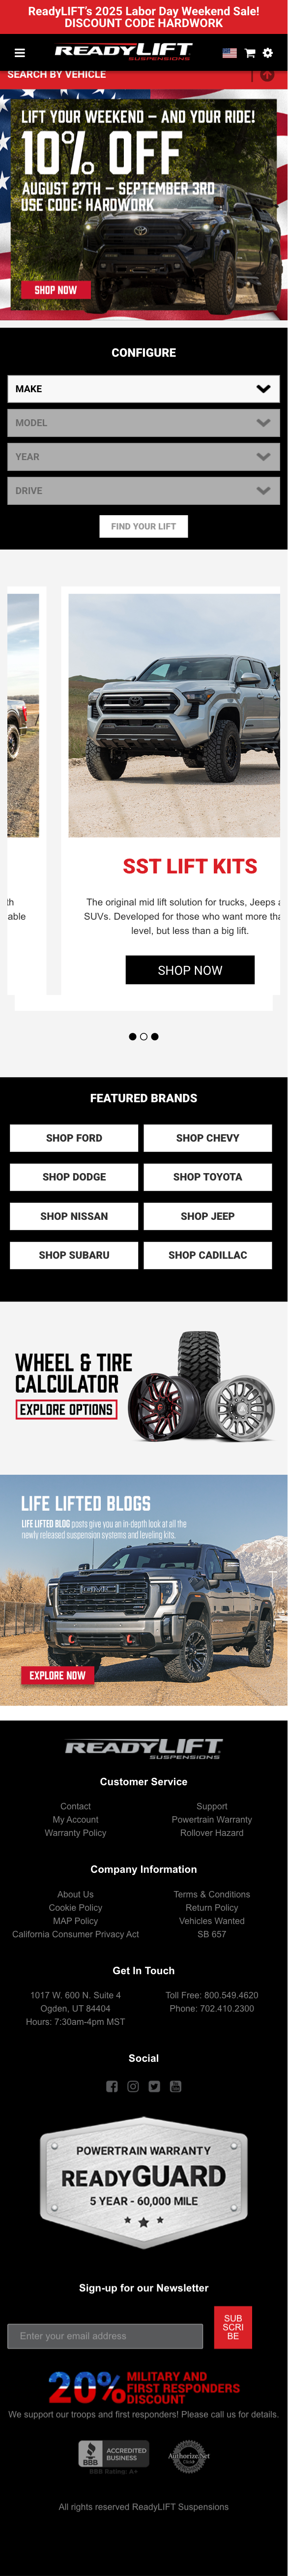 ReadyLIFT's 2025 Labor Day Weekend Sale!
DISCOUNT CODE HARDWORK
READYLIFT
SUSPENSIONS
SEARCH BY VEHICLE
LIFT YOUR WEEKEND – AND YOUR RIDE!
10% OFF
AUGUST 27TH – SEPTEMBER 3RD
USE CODE: HARDWORK
SHOP NOW
CONFIGURE
MAKE
MODEL
YEAR
DRIVE
FIND YOUR LIFT
th
able
SST LIFT KITS
The original mid lift solution for trucks, Jeeps a
SUVs. Developed for those who want more tha
level, but less than a big lift.
SHOP NOW
FEATURED BRANDS
SHOP FORD
SHOP CHEVY
SHOP DODGE
SHOP TOYOTA
SHOP NISSAN
SHOP JEEP
SHOP SUBARU
SHOP CADILLAC
WHEEL & TIRE
CALCULATOR
EXPLORE OPTIONS
LIFE LIFTED BLOGS
LIFE LIFTED BLOG posts give you an in-depth look at all the
newly released suspension systems and leveling kits.
GMC
EXPLORE NOW
READYLIFT
SUSPENSIONS
Customer Service
Contact
My Account
Warranty Policy
Support
Powertrain Warranty
Rollover Hazard
Company Information
About Us
Cookie Policy
MAP Policy
California Consumer Privacy Act
Terms & Conditions
Return Policy
Vehicles Wanted
SB 657
Get In Touch
1017 W. 600 N. Suite 4
Ogden, UT 84404
Hours: 7:30am-4pm MST
Toll Free: 800.549.4620
Phone: 702.410.2300
Social
POWERTRAIN WARRANTY
READYGUARD
5 YEAR - 60,000 MILE
Sign-up for our Newsletter
Enter your email address
SUB
SCRI
BE
20% MILITARY AND
FIRST RESPONDERS
DISCOUNT
We support our troops and first responders! Please call us for details.
BBB
ACCREDITED
BUSINESS
BBB Rating: A+
Authorize.Net
All rights reserved ReadyLIFT Suspensions